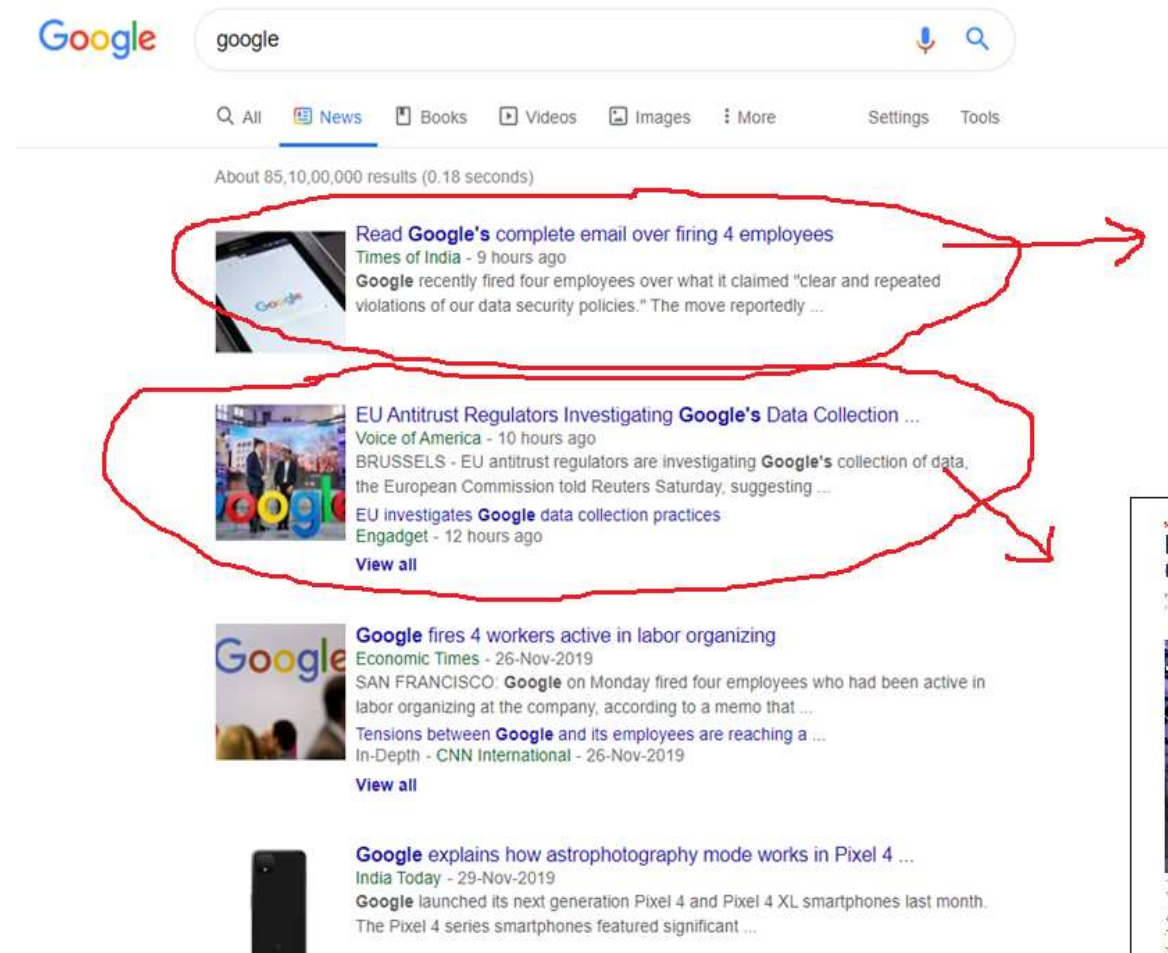 Google
google
All News Books Videos Images More Settings Tools
About 85,10,00,000 results (0.18 seconds)
Read Google's complete email over firing 4 employees
Times of India - 9 hours ago
Google recently fired four employees over what it claimed "clear and repeated
violations of our data security policies." The move reportedly ...
Google
EU Antitrust Regulators Investigating Google's Data Collection ...
Voice of America - 10 hours ago
BRUSSELS - EU antitrust regulators are investigating Google's collection of data,
the European Commission told Reuters Saturday, suggesting ...
EU investigates Google data collection practices
Engadget - 12 hours ago
View all
Google fires 4 workers active in labor organizing
Google
Economic Times - 26-Nov-2019
SAN FRANCISCO: Google on Monday fired four employees who had been active in
labor organizing at the company, according to a memo that ...
Tensions between Google and its employees are reaching a ...
In-Depth - CNN International - 26-Nov-2019
View all
Google explains how astrophotography mode works in Pixel 4 ...
India Today - 29-Nov-2019
Google launched its next generation Pixel 4 and Pixel 4 XL smartphones last month.
The Pixel 4 series smartphones featured significant ...